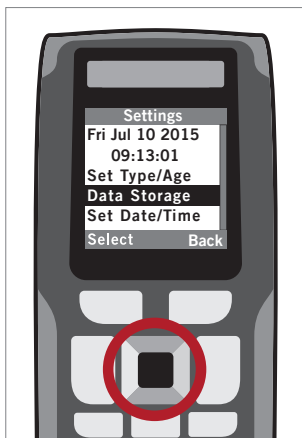 Settings
Fri Jul 10 2015
09:13:01
Set Type/Age
Data Storage
Set Date/Time
Select Back